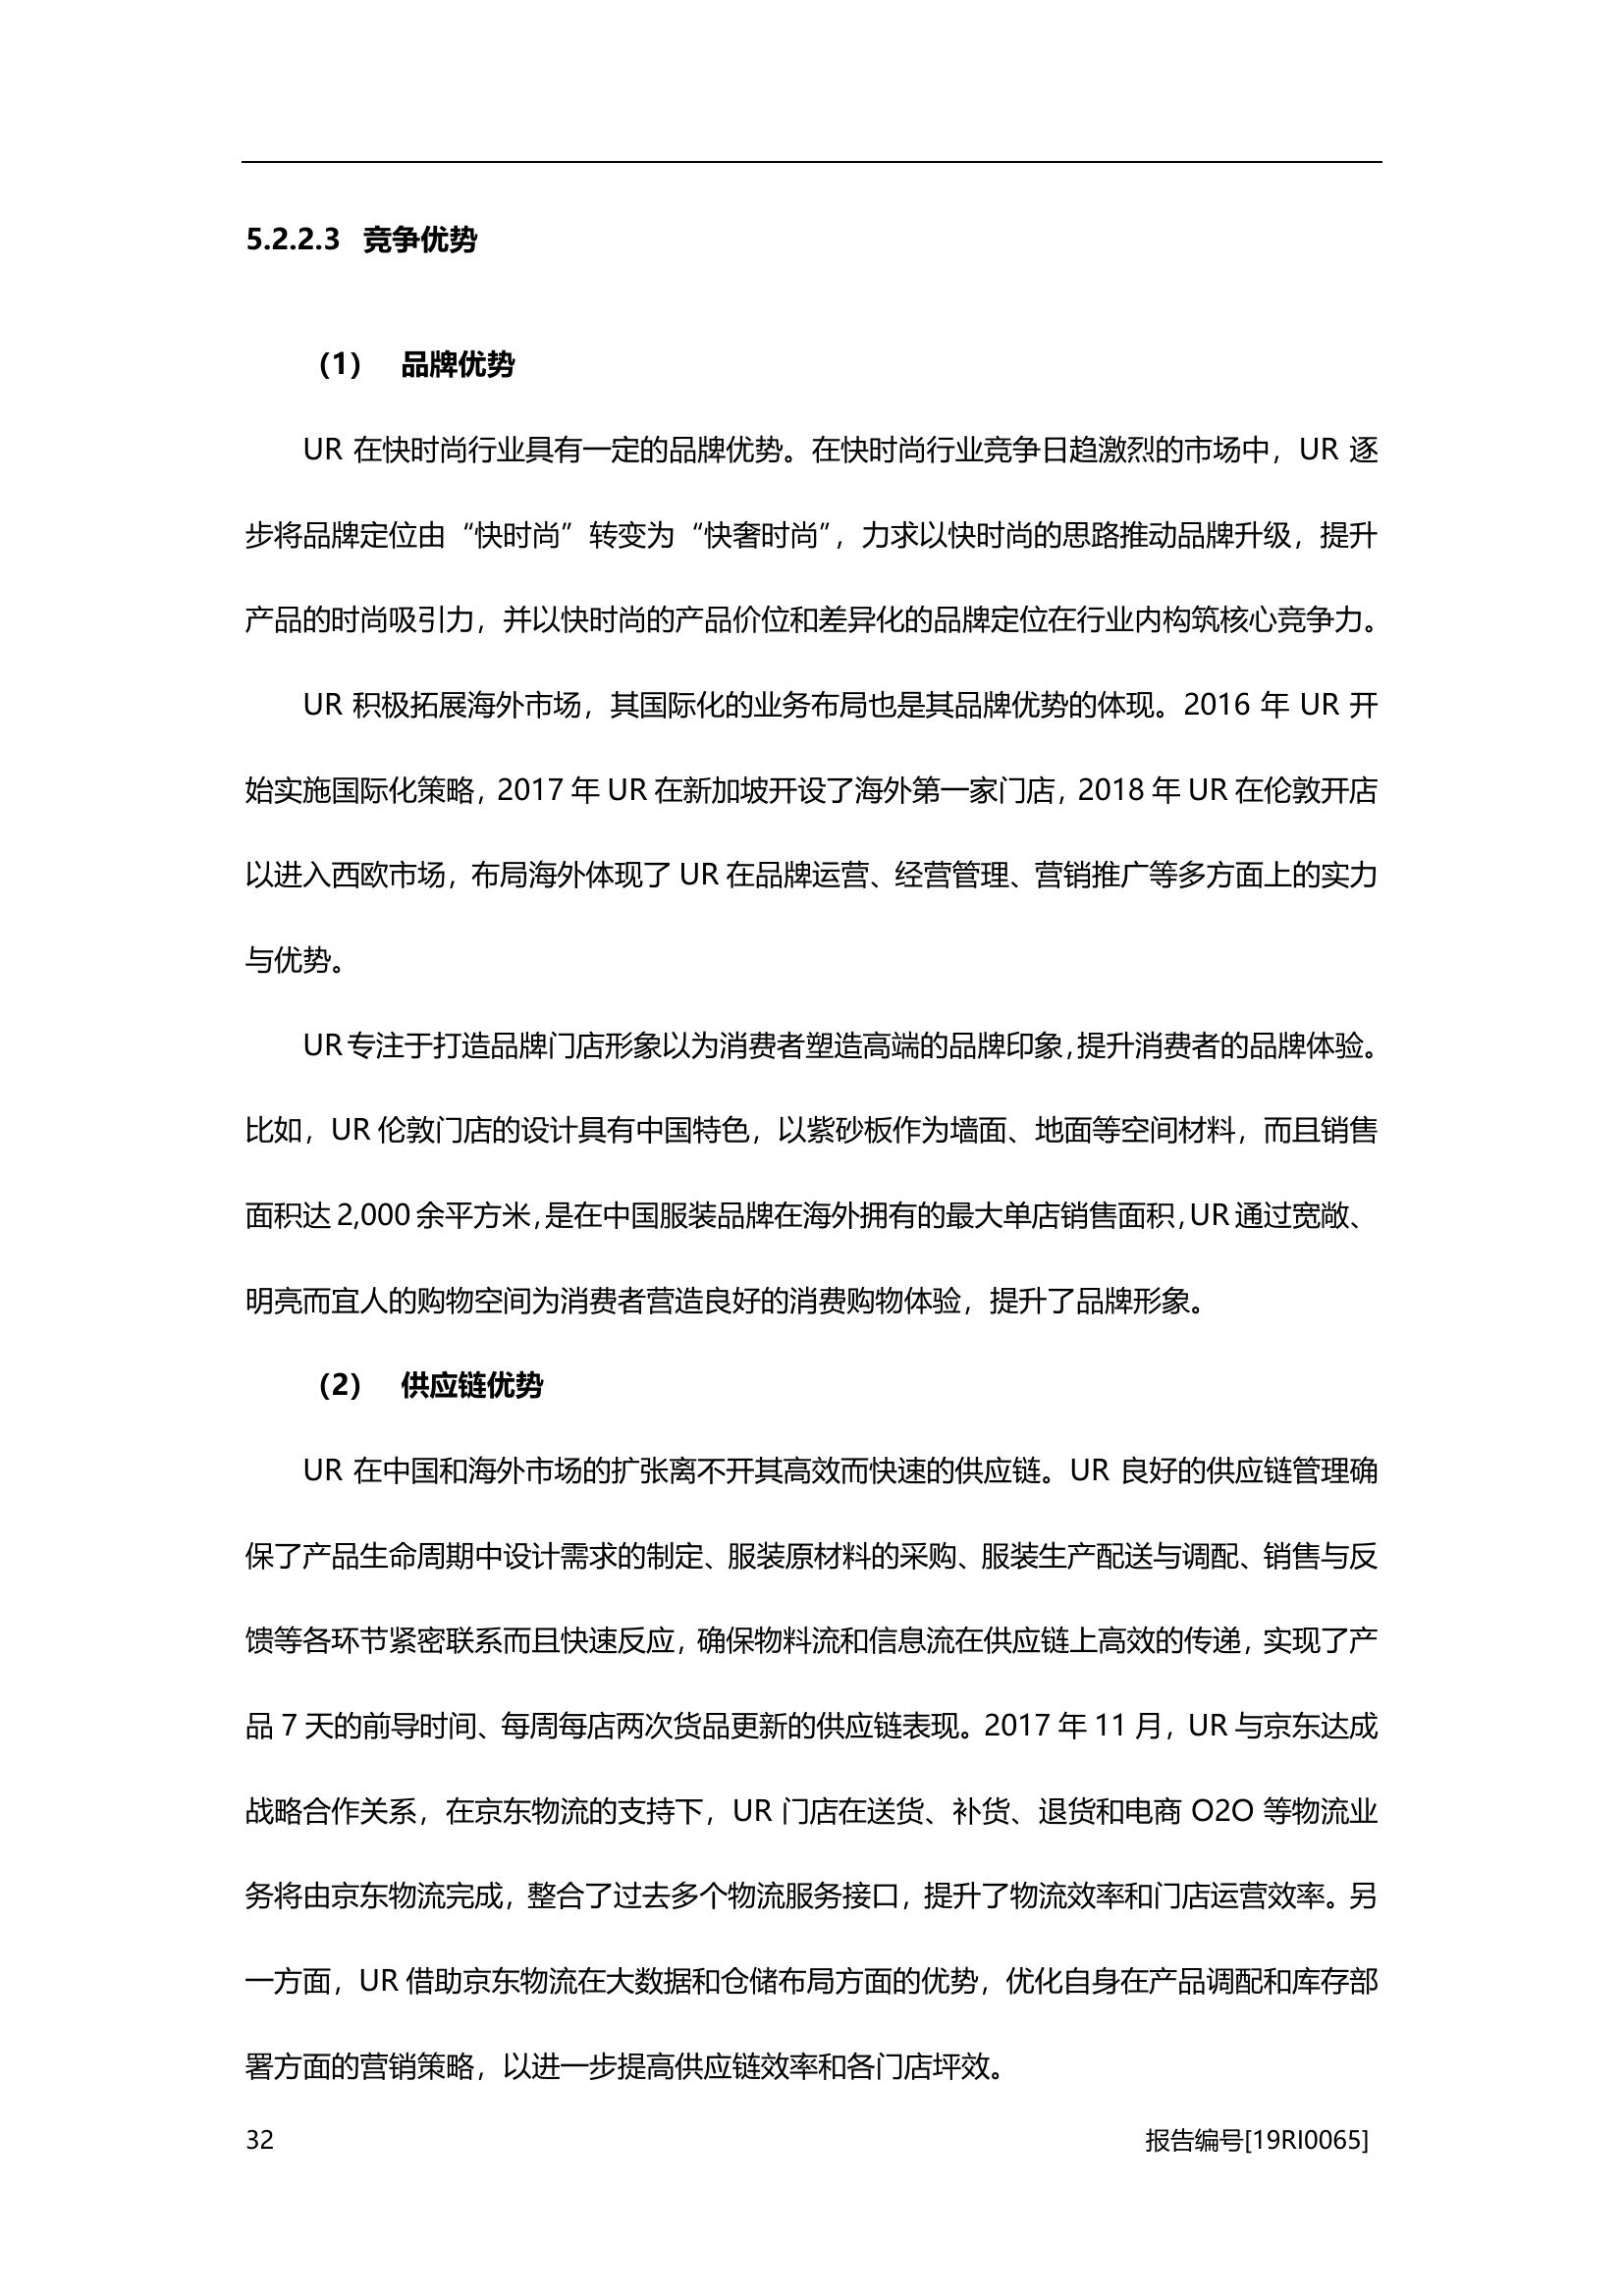 5.2.2.3 竞争优势
（1） 品牌优势
UR 在快时尚行业具有一定的品牌优势。在快时尚行业竞争日趋激烈的市场中，UR 逐
步将品牌定位由“快时尚”转变为“快奢时尚”，力求以快时尚的思路推动品牌升级，提升
产品的时尚吸引力，并以快时尚的产品价位和差异化的品牌定位在行业内构筑核心竞争力。
UR 积极拓展海外市场，其国际化的业务布局也是其品牌优势的体现。2016 年 UR 开
始实施国际化策略，2017 年 UR 在新加坡开设了海外第一家门店，2018 年 UR 在伦敦开店
以进入西欧市场，布局海外体现了 UR 在品牌运营、经营管理、营销推广等多方面上的实力
与优势。
UR 专注于打造品牌门店形象以为消费者塑造高端的品牌印象，提升消费者的品牌体验。
比如，UR 伦敦门店的设计具有中国特色，以紫砂板作为墙面、地面等空间材料，而且销售
面积达 2,000 余平方米，是在中国服装品牌在海外拥有的最大单店销售面积，UR 通过宽敞、
明亮而宜人的购物空间为消费者营造良好的消费购物体验，提升了品牌形象。
（2） 供应链优势
UR 在中国和海外市场的扩张离不开其高效而快速的供应链。UR 良好的供应链管理确
保了产品生命周期中设计需求的制定、服装原材料的采购、服装生产配送与调配、销售与反
馈等各环节紧密联系而且快速反应，确保物料流和信息流在供应链上高效的传递，实现了产
品 7 天的前导时间、每周每店两次货品更新的供应链表现。2017 年 11 月，UR 与京东达成
战略合作关系，在京东物流的支持下，UR 门店在送货、补货、退货和电商 O2O 等物流业
务将由京东物流完成，整合了过去多个物流服务接口，提升了物流效率和门店运营效率。另
一方面，UR 借助京东物流在大数据和仓储布局方面的优势，优化自身在产品调配和库存部
署方面的营销策略，以进一步提高供应链效率和各门店坪效。
32 报告编号[19RI0065]